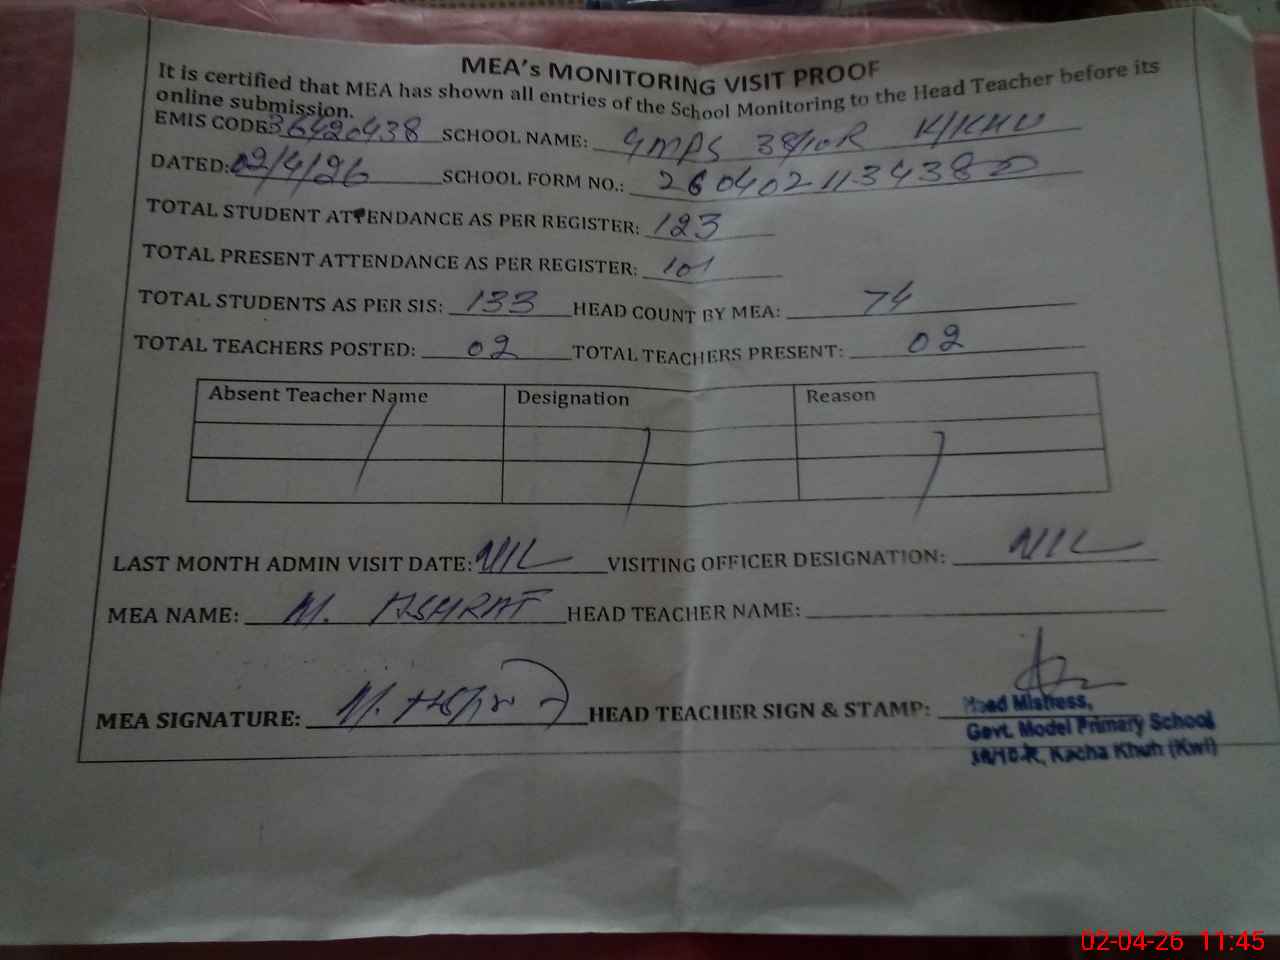 MEA's MONITORING VISIT PROOF
It is certified that MEA has shown all entries of the School Monitoring to the Head Teacher before its
online submission.
EMIS CODE 36420438 SCHOOL NAME: GMPS 38/10R K/KHU
DATED: 02/4/26 SCHOOL FORM NO.:
TOTAL STUDENT ATTENDANCE AS PER REGISTER: 123
TOTAL PRESENT ATTENDANCE AS PER REGISTER: 101
TOTAL STUDENTS AS PER SIS: 133 HEAD COUNT BY MEA: 74
TOTAL TEACHERS POSTED: 02 TOTAL TEACHERS PRESENT: 02
Absent Teacher Name Designation Reason
LAST MONTH ADMIN VISIT DATE: NIL VISITING OFFICER DESIGNATION: NIL
MEA NAME: M. ASHRAF HEAD TEACHER NAME:
MEA SIGNATURE: M. HEAD TEACHER SIGN & STAMP:
Head Mistress,
Govt. Model Primary School
38/10-R, Kacha Khuh (Kwl)
02-04-26 11:45